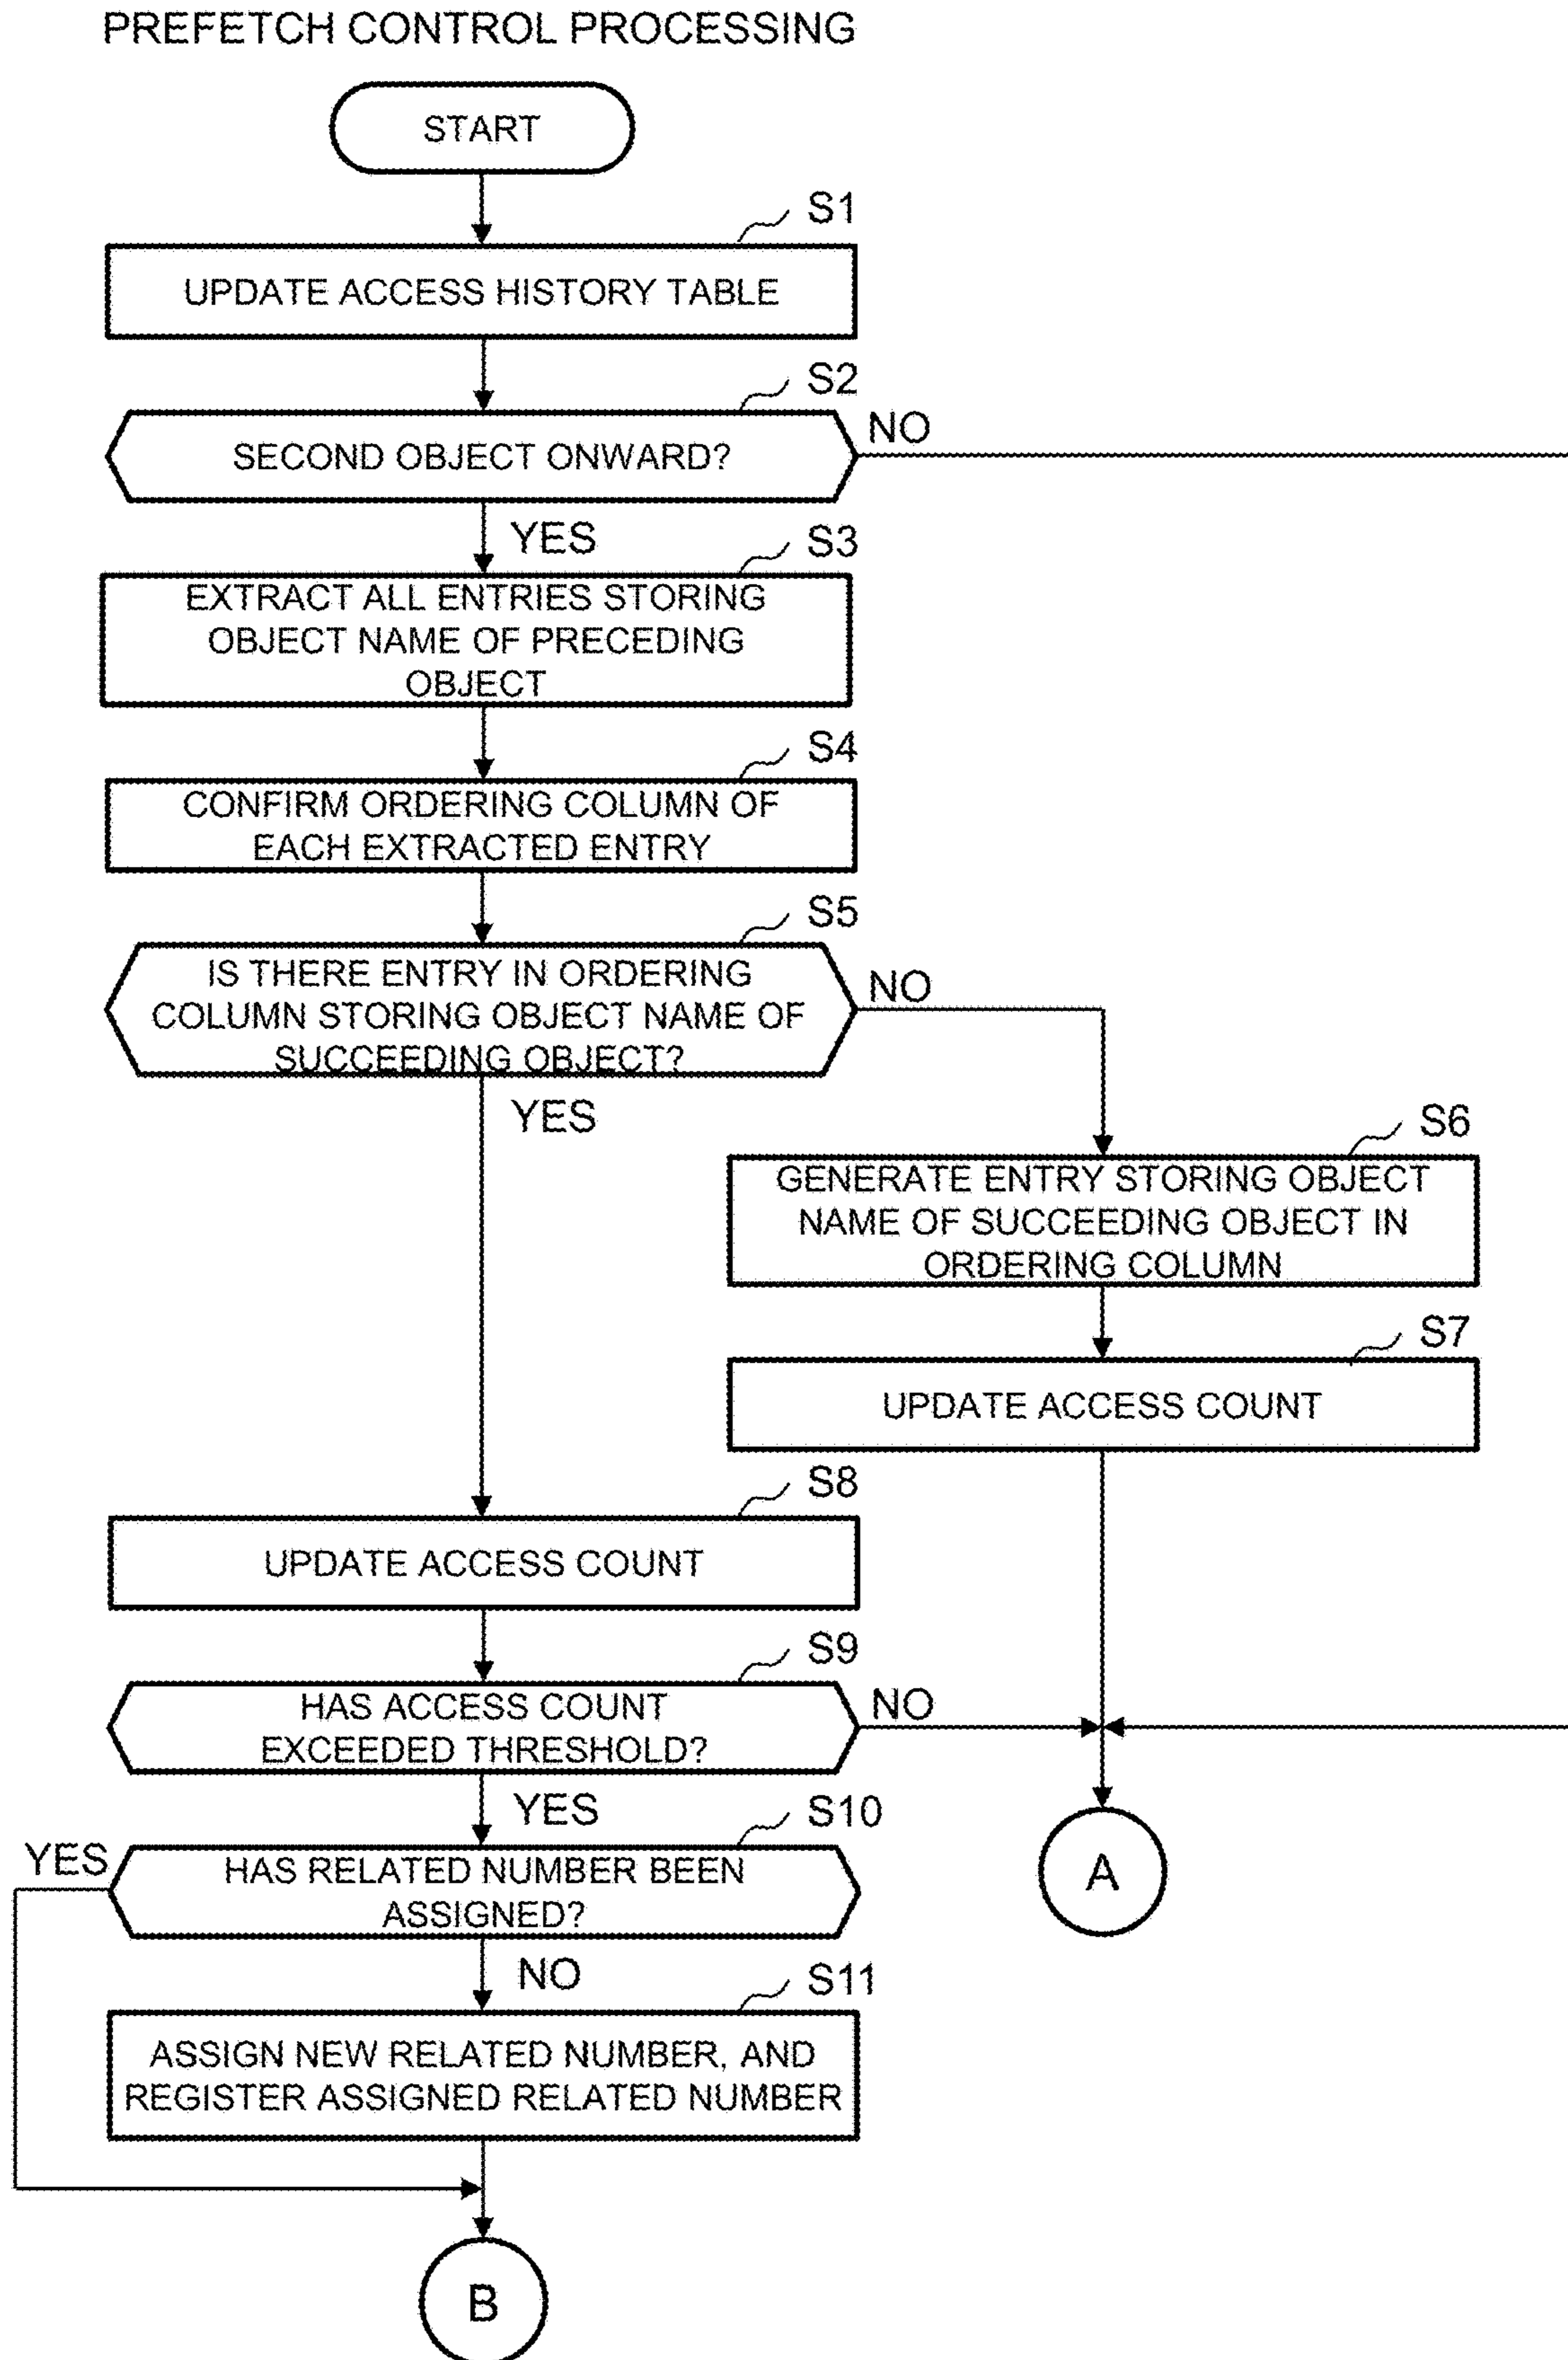 PREFETCH CONTROL PROCESSING
START
S1
UPDATE ACCESS HISTORY TABLE
S2
SECOND OBJECT ONWARD?
NO
YES
S3
EXTRACT ALL ENTRIES STORING
OBJECT NAME OF PRECEDING
OBJECT
S4
CONFIRM ORDERING COLUMN OF
EACH EXTRACTED ENTRY
S5
IS THERE ENTRY IN ORDERING
COLUMN STORING OBJECT NAME OF
SUCCEEDING OBJECT?
NO
YES
S6
GENERATE ENTRY STORING OBJECT
NAME OF SUCCEEDING OBJECT IN
ORDERING COLUMN
S7
UPDATE ACCESS COUNT
S8
UPDATE ACCESS COUNT
S9
HAS ACCESS COUNT
EXCEEDED THRESHOLD?
NO
YES
S10
YES
HAS RELATED NUMBER BEEN
ASSIGNED?
A
NO
S11
ASSIGN NEW RELATED NUMBER, AND
REGISTER ASSIGNED RELATED NUMBER
B